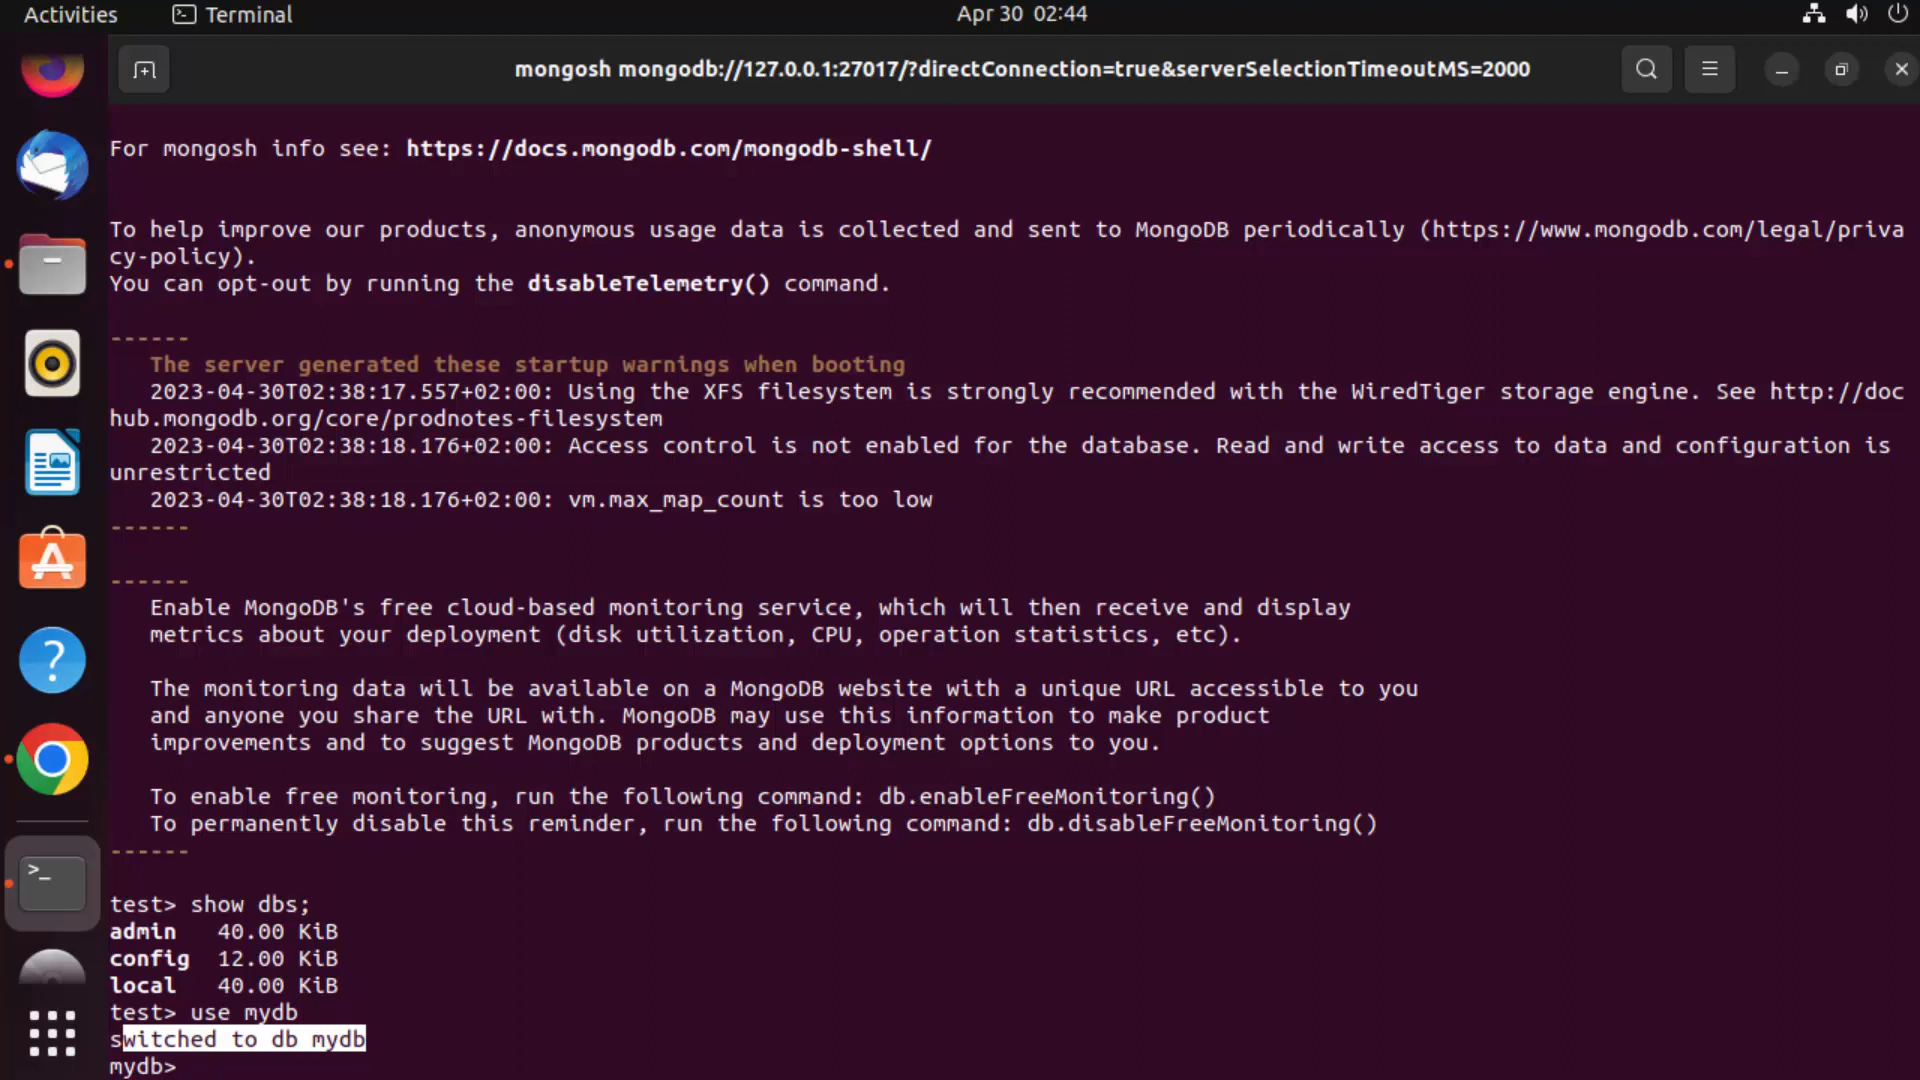 Activities
Terminal
Apr 30 02:44
mongosh mongodb://127.0.0.1:27017/?directConnection=true&serverSelectionTimeoutMS=2000
For mongosh info see: https://docs.mongodb.com/mongodb-shell/
To help improve our products, anonymous usage data is collected and sent to MongoDB periodically (https://www.mongodb.com/legal/priva
cy-policy).
You can opt-out by running the disableTelemetry() command.
------
The server generated these startup warnings when booting
2023-04-30T02:38:17.557+02:00: Using the XFS filesystem is strongly recommended with the WiredTiger storage engine. See http://doc
hub.mongodb.org/core/prodnotes-filesystem
2023-04-30T02:38:18.176+02:00: Access control is not enabled for the database. Read and write access to data and configuration is
unrestricted
2023-04-30T02:38:18.176+02:00: vm.max_map_count is too low
------
------
Enable MongoDB's free cloud-based monitoring service, which will then receive and display
metrics about your deployment (disk utilization, CPU, operation statistics, etc).
The monitoring data will be available on a MongoDB website with a unique URL accessible to you
and anyone you share the URL with. MongoDB may use this information to make product
improvements and to suggest MongoDB products and deployment options to you.
To enable free monitoring, run the following command: db.enableFreeMonitoring()
To permanently disable this reminder, run the following command: db.disableFreeMonitoring()
------
test> show dbs;
admin   40.00 KiB
config  12.00 KiB
local   40.00 KiB
test> use mydb
switched to db mydb
mydb>